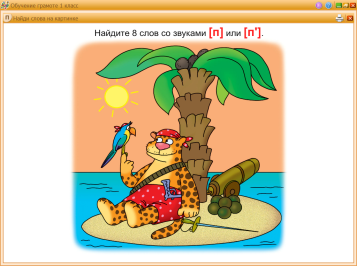 Обучение грамоте 1 класс
П Найди слова на картинке
Найдите 8 слов со звуками [п] или [п'].